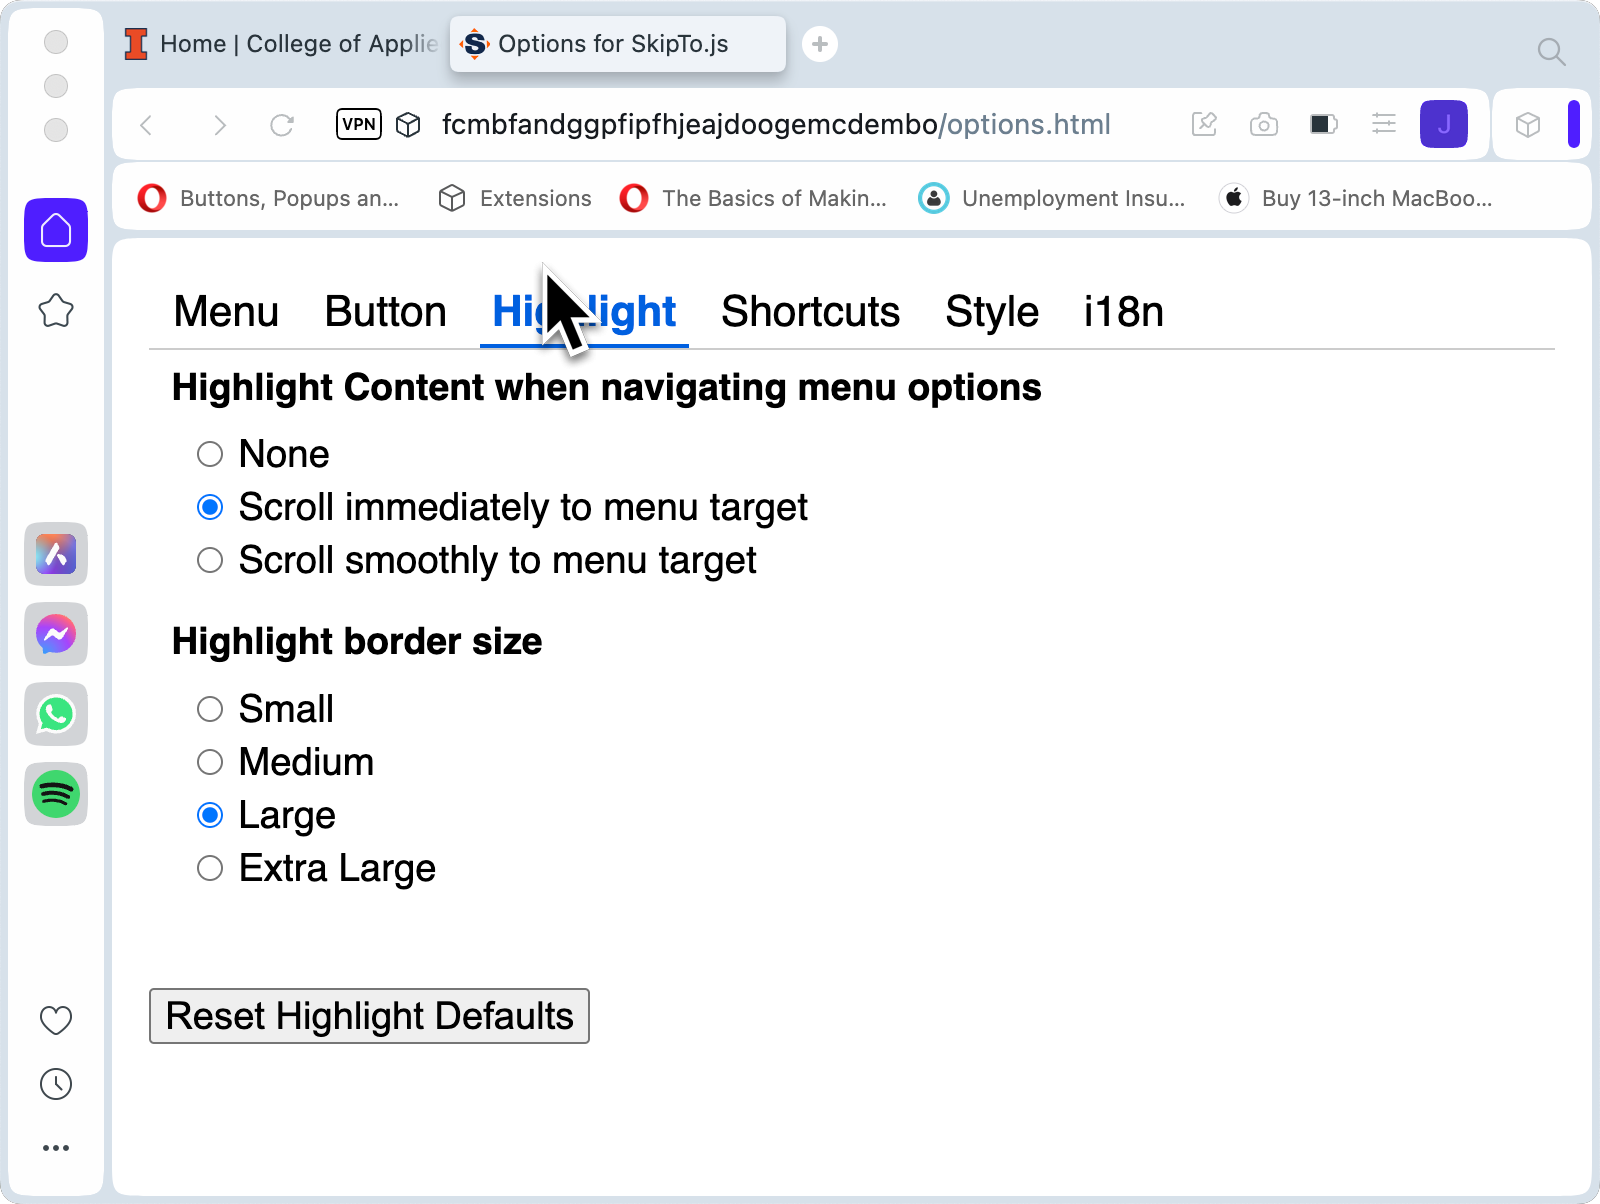 Home | College of Applie
Options for SkipTo.js
VPN
fcmbfandggpfipfhjeajdoogemcdembo/options.html
J
Buttons, Popups an...
Extensions
The Basics of Makin...
Unemployment Insu...
Buy 13-inch MacBoo...
Menu
Button
Highlight
Shortcuts
Style
i18n
Highlight Content when navigating menu options
None
Scroll immediately to menu target
Scroll smoothly to menu target
Highlight border size
Small
Medium
Large
Extra Large
Reset Highlight Defaults